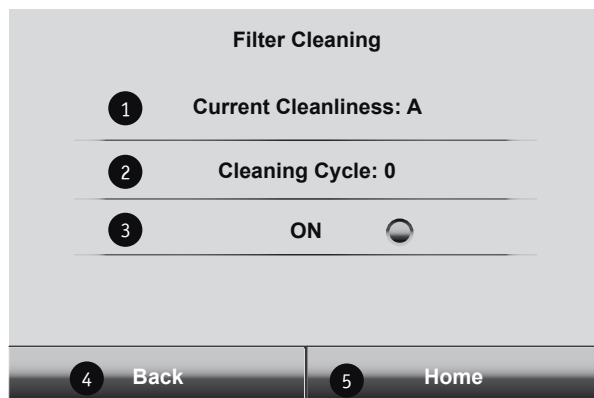 Filter Cleaning
1 Current Cleanliness: A
2 Cleaning Cycle: 0
3 ON
4 Back 5 Home